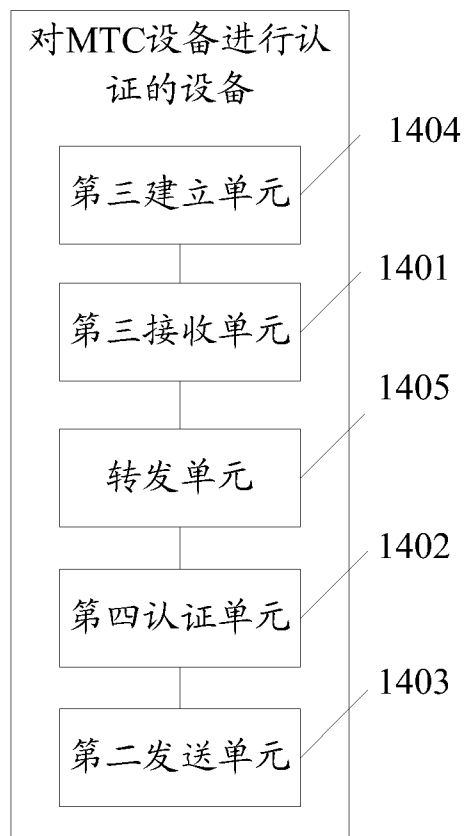 对MTC设备进行认
证的设备
1404
第三建立单元
1401
第三接收单元
1405
转发单元
1402
第四认证单元
1403
第二发送单元